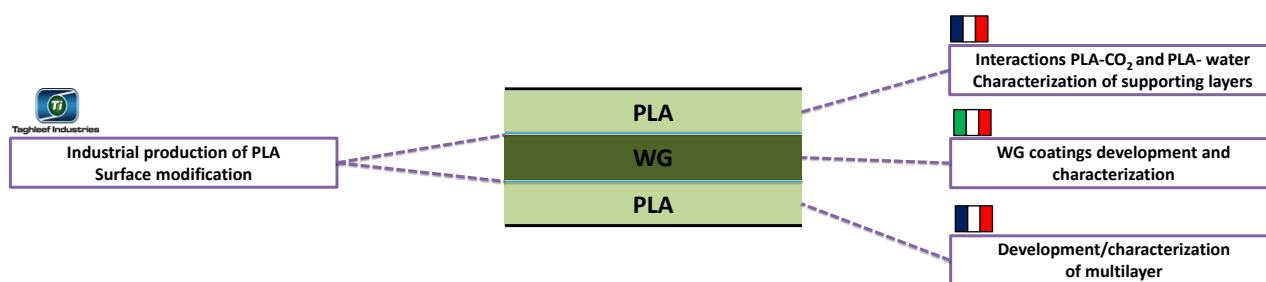 Ti
Taghleef Industries
Industrial production of PLA
Surface modification
PLA
WG
PLA
Interactions PLA-CO₂ and PLA- water
Characterization of supporting layers
WG coatings development and
characterization
Development/characterization
of multilayer